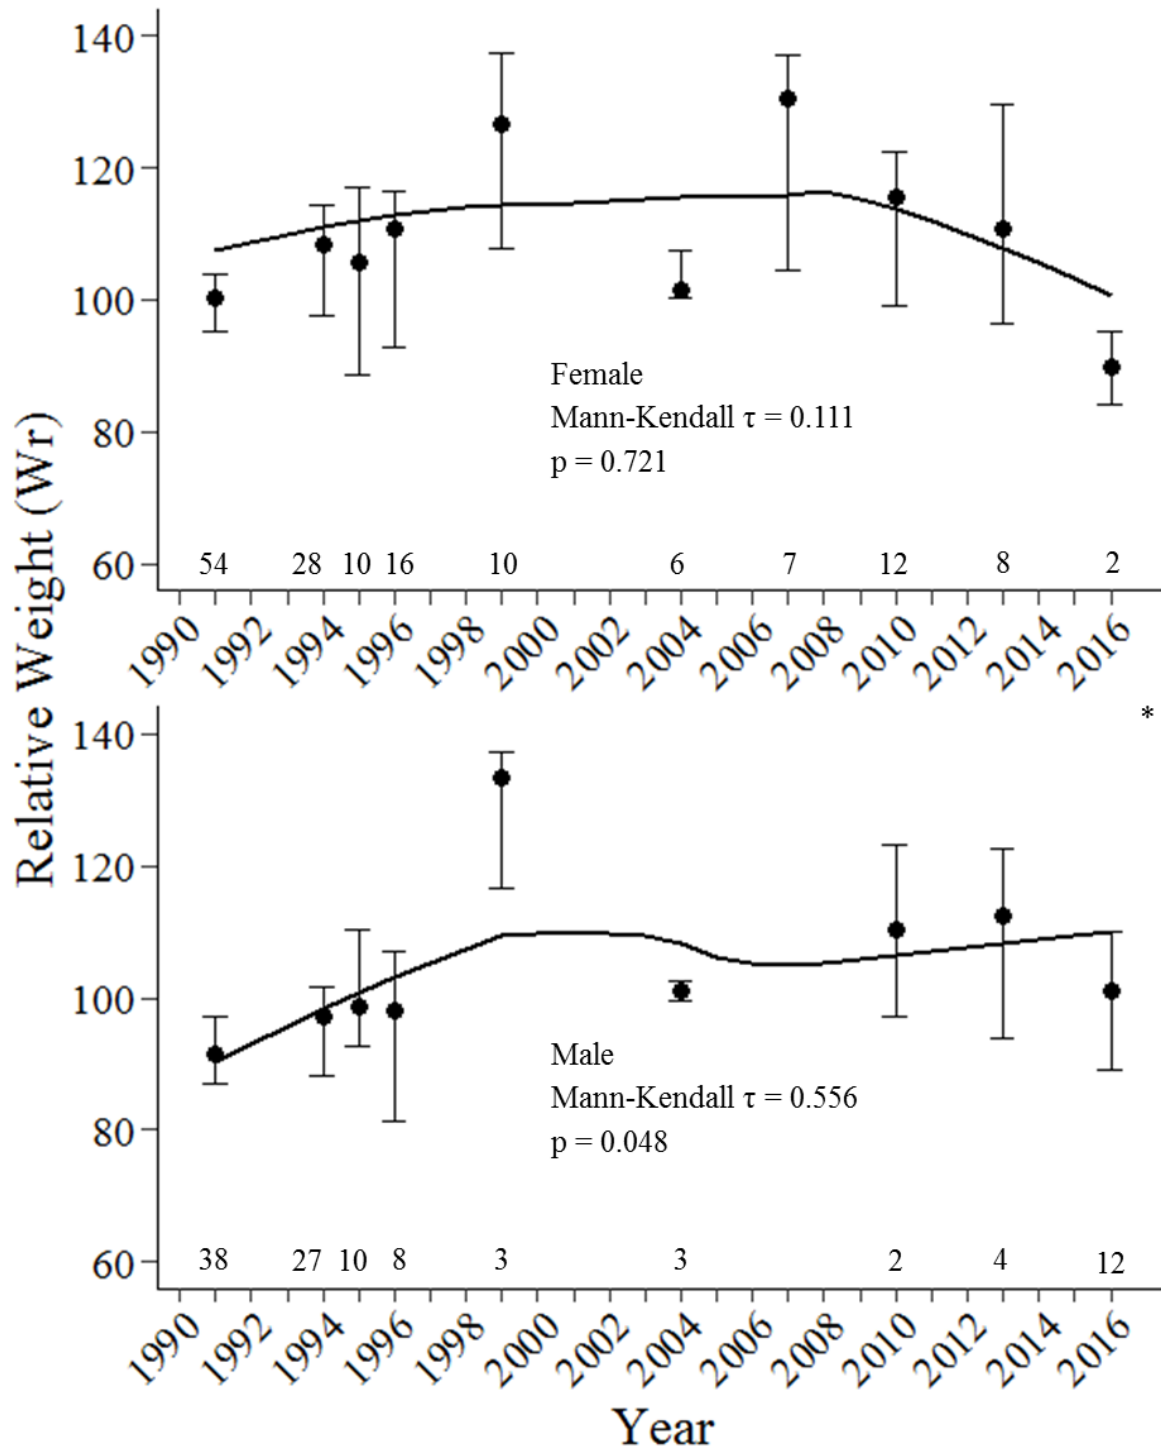 Relative Weight (Wr)
140
120
100
80
60
Female
Mann-Kendall τ = 0.111
p = 0.721
54 28 10 16 10 6 7 12 8 2
1990 1992 1994 1996 1998 2000 2002 2004 2006 2008 2010 2012 2014 2016
*
140
120
100
80
60
Male
Mann-Kendall τ = 0.556
p = 0.048
38 27 10 8 3 3 2 4 12
1990 1992 1994 1996 1998 2000 2002 2004 2006 2008 2010 2012 2014 2016
Year